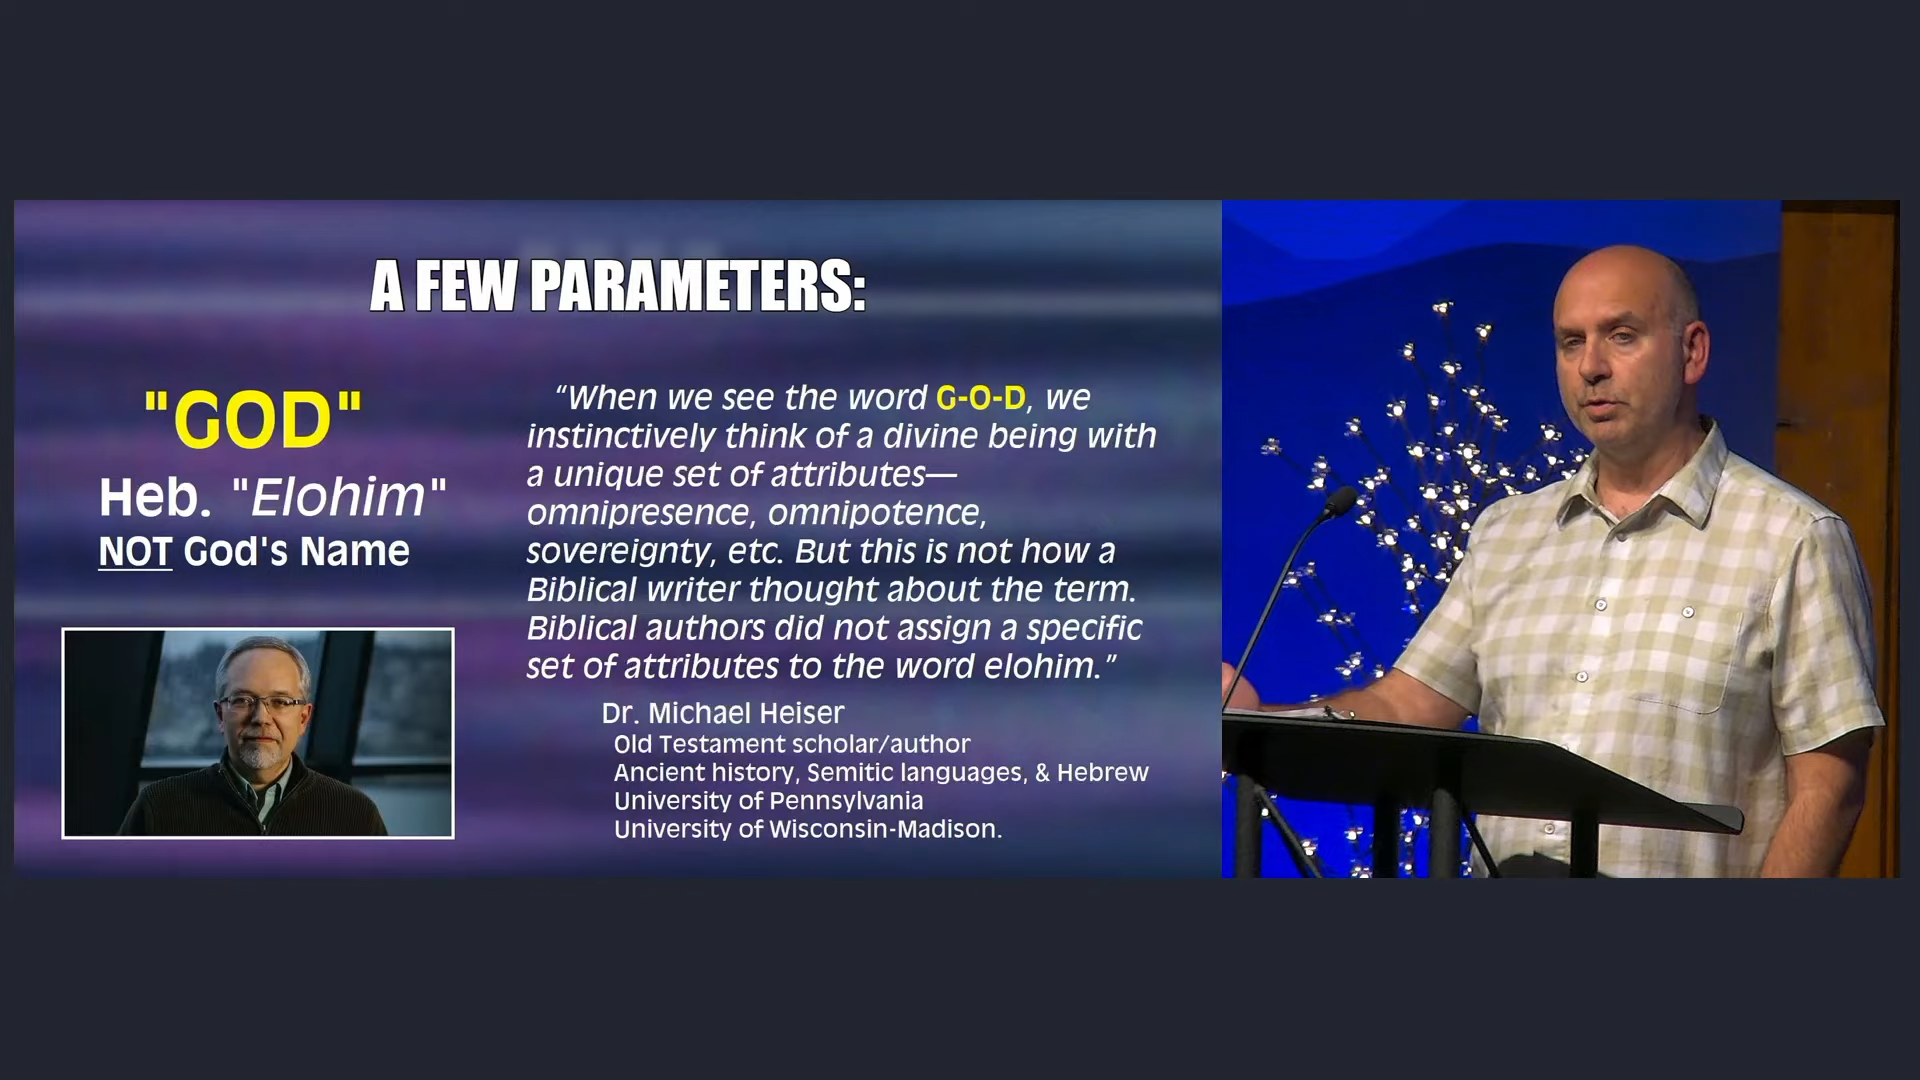 A FEW PARAMETERS:
"GOD"
Heb. "Elohim"
NOT God's Name
“When we see the word G-O-D, we
instinctively think of a divine being with
a unique set of attributes—
omnipresence, omnipotence,
sovereignty, etc. But this is not how a
Biblical writer thought about the term.
Biblical authors did not assign a specific
set of attributes to the word elohim.”
Dr. Michael Heiser
Old Testament scholar/author
Ancient history, Semitic languages, & Hebrew
University of Pennsylvania
University of Wisconsin-Madison.